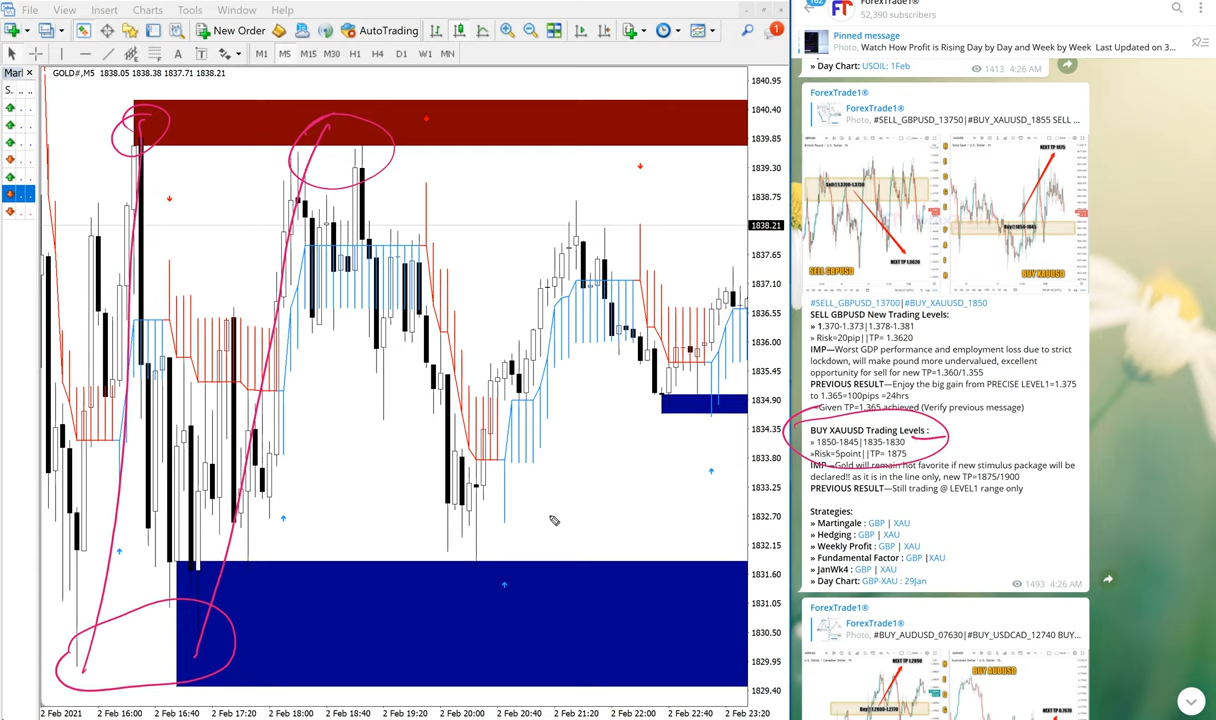 File View Insert Charts Tools Window Help
New Order
AutoTrading
A T M1 M5 M15 M30 H1 H4 D1 W1 MN
1
Mari
S.
GOLD#,M5 1838.05 1838.38 1837.71 1838.21
1840.95
1840.40
1839.85
1839.30
1838.75
1838.21
1837.65
1837.10
1836.55
1836.00
1835.45
1834.90
1834.35
1833.80
1833.25
1832.70
1832.15
1831.60
1831.05
1830.50
1829.95
1829.40
2 Feb 2021 2 Feb 16:00 2 Feb 16:40 2 Feb 17:20 2 Feb 18:00 2 Feb 18:40 2 Feb 19:20 2 Feb 20:00 2 Feb 20:40 2 Feb 21:20 2 Feb 22:00 2 Feb 22:40 2 Feb 23:20
FT
ForexTrade1®
52,390 subscribers
Pinned message
Photo, Watch How Profit is Rising Day by Day and Week by Week Last Updated on 3...
» Day Chart: USOIL: 1Feb
1413 4:26 AM
ForexTrade1®
ForexTrade1®
Photo, #SELL_GBPUSD_13750|#BUY_XAUUSD_1855 SELL ...
NEXT TP 1875
NEXT TP 1.3620
SELL GBPUSD
BUY XAUUSD
#SELL_GBPUSD_13700|#BUY_XAUUSD_1850
SELL GBPUSD New Trading Levels:
» 1.370-1.373|1.378-1.381
» Risk=20pip||TP= 1.3620
IMP—Worst GDP performance and employment loss due to strict
lockdown, will make pound more undervalued, excellent
opportunity for sell for new TP=1.360/1.355
PREVIOUS RESULT—Enjoy the big gain from PRECISE LEVEL1=1.375
to 1.365=100pips =24hrs
—Given TP=1.365 achieved (Verify previous message)
BUY XAUUSD Trading Levels :
» 1850-1845|1835-1830
»Risk=5point||TP= 1875
IMP—Gold will remain hot favorite if new stimulus package will be
declared!! as it is in the line only, new TP=1875/1900
PREVIOUS RESULT—Still trading @ LEVEL1 range only
Strategies:
» Martingale : GBP | XAU
» Hedging : GBP | XAU
» Weekly Profit : GBP | XAU
» Fundamental Factor : GBP |XAU
» JanWk4 : GBP | XAU
» Day Chart: GBP-XAU : 29Jan
1493 4:26 AM
ForexTrade1®
ForexTrade1®
Photo, #BUY_AUDUSD_07630|#BUY_USDCAD_12740 BUY...
BUY AUDUSD